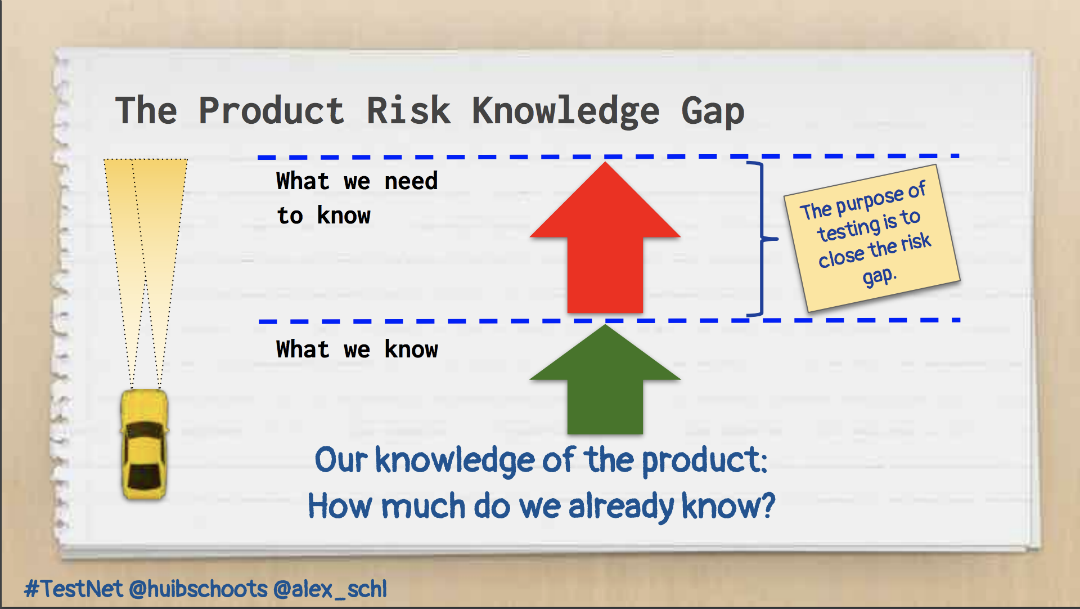 The Product Risk Knowledge Gap
What we need
to know
The purpose of
testing is to
close the risk
gap.
What we know
Our knowledge of the product:
How much do we already know?
#TestNet @huibschoots @alex_schl